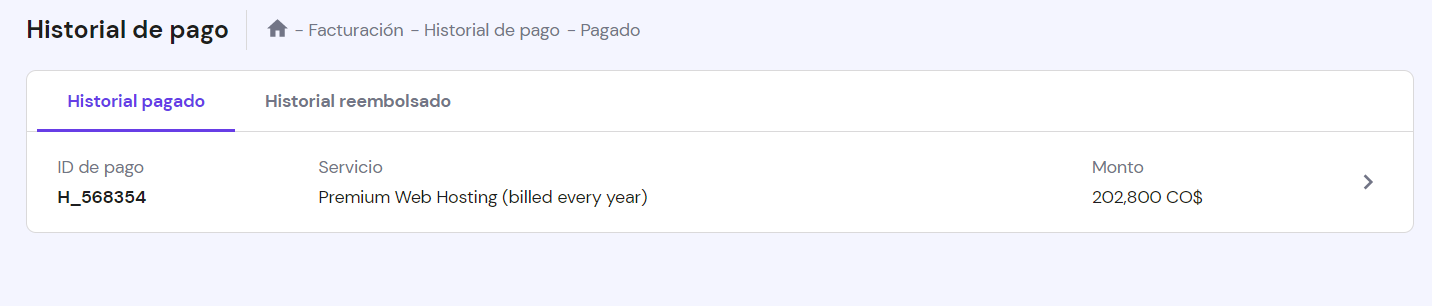 Historial de pago
- Facturación - Historial de pago - Pagado
Historial pagado Historial reembolsado
ID de pago Servicio Monto
H_568354 Premium Web Hosting (billed every year) 202,800 CO$